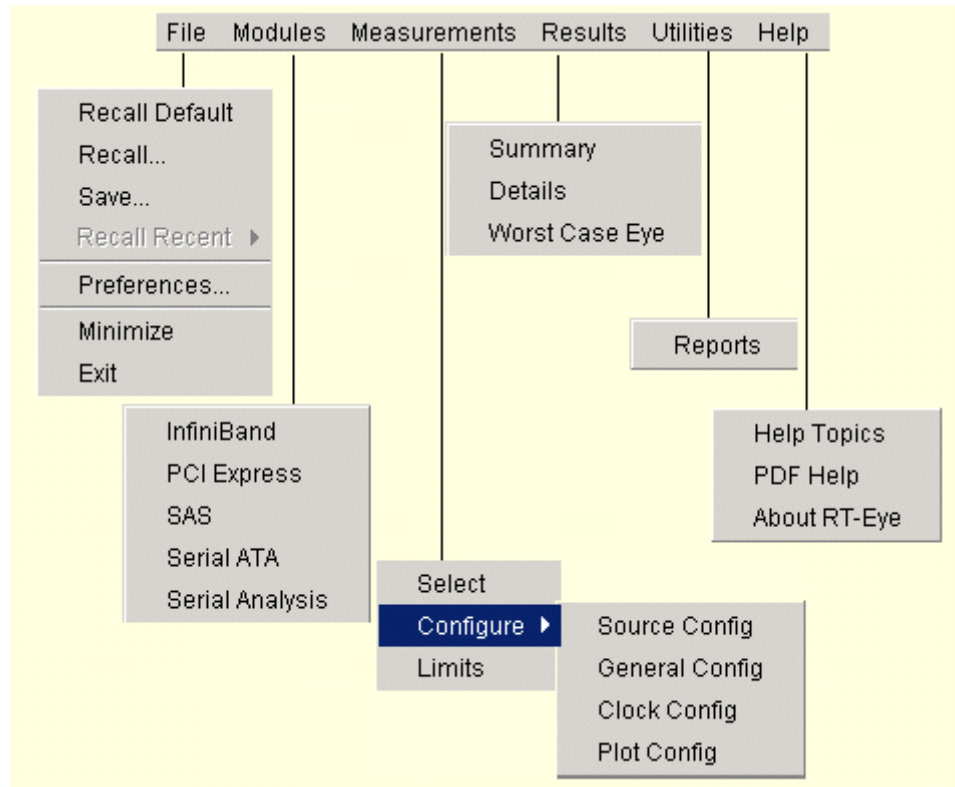 File Modules Measurements Results Utilities Help
Recall Default
Recall...
Save...
Recall Recent
Preferences...
Minimize
Exit
InfiniBand
PCI Express
SAS
Serial ATA
Serial Analysis
Select
Configure
Limits
Source Config
General Config
Clock Config
Plot Config
Summary
Details
Worst Case Eye
Reports
Help Topics
PDF Help
About RT-Eye